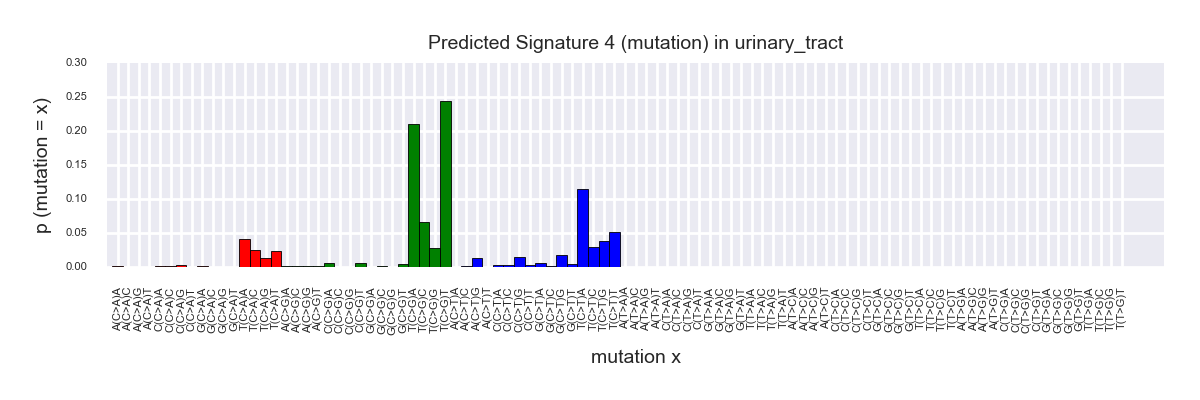 Predicted Signature 4 (mutation) in urinary_tract
p (mutation = x)
0.30
0.25
0.20
0.15
0.10
0.05
0.00
A(C>A)A
A(C>A)C
A(C>A)G
A(C>A)T
C(C>A)A
C(C>A)C
C(C>A)G
C(C>A)T
G(C>A)A
G(C>A)C
G(C>A)G
G(C>A)T
T(C>A)A
T(C>A)C
T(C>A)G
T(C>A)T
A(C>G)A
A(C>G)C
A(C>G)G
A(C>G)T
C(C>G)A
C(C>G)C
C(C>G)G
C(C>G)T
G(C>G)A
G(C>G)C
G(C>G)G
G(C>G)T
T(C>G)A
T(C>G)C
T(C>G)G
T(C>G)T
A(C>T)A
A(C>T)C
A(C>T)G
A(C>T)T
C(C>T)A
C(C>T)C
C(C>T)G
C(C>T)T
G(C>T)A
G(C>T)C
G(C>T)G
G(C>T)T
T(C>T)A
T(C>T)C
T(C>T)G
T(C>T)T
A(T>A)A
A(T>A)C
A(T>A)G
A(T>A)T
C(T>A)A
C(T>A)C
C(T>A)G
C(T>A)T
G(T>A)A
G(T>A)C
G(T>A)G
G(T>A)T
T(T>A)A
T(T>A)C
T(T>A)G
T(T>A)T
A(T>C)A
A(T>C)C
A(T>C)G
A(T>C)T
C(T>C)A
C(T>C)C
C(T>C)G
C(T>C)T
G(T>C)A
G(T>C)C
G(T>C)G
G(T>C)T
T(T>C)A
T(T>C)C
T(T>C)G
T(T>C)T
A(T>G)A
A(T>G)C
A(T>G)G
A(T>G)T
C(T>G)A
C(T>G)C
C(T>G)G
C(T>G)T
G(T>G)A
G(T>G)C
G(T>G)G
G(T>G)T
T(T>G)A
T(T>G)C
T(T>G)G
T(T>G)T
mutation x